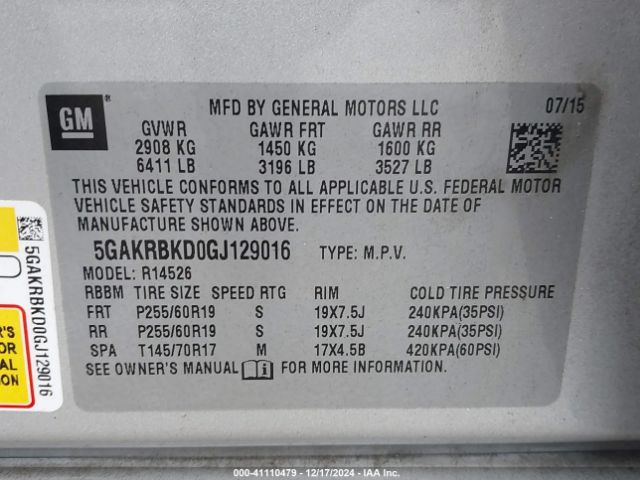 GM
MFD BY GENERAL MOTORS LLC 07/15
GVWR GAWR FRT GAWR RR
2908 KG 1450 KG 1600 KG
6411 LB 3196 LB 3527 LB
THIS VEHICLE CONFORMS TO ALL APPLICABLE U.S. FEDERAL MOTOR
VEHICLE SAFETY STANDARDS IN EFFECT ON THE DATE OF
MANUFACTURE SHOWN ABOVE.
5GAKRBKD0GJ129016 TYPE: M.P.V.
MODEL: R14526
RBBM TIRE SIZE SPEED RTG RIM COLD TIRE PRESSURE
FRT P255/60R19 S 19X7.5J 240KPA(35PSI)
RR P255/60R19 S 19X7.5J 240KPA(35PSI)
SPA T145/70R17 M 17X4.5B 420KPA(60PSI)
SEE OWNER'S MANUAL FOR MORE INFORMATION.
5GAKRBKD0GJ129016
R'S
OR
AL
ION
0-41110479 - 12/17/2024 - IAA Inc.